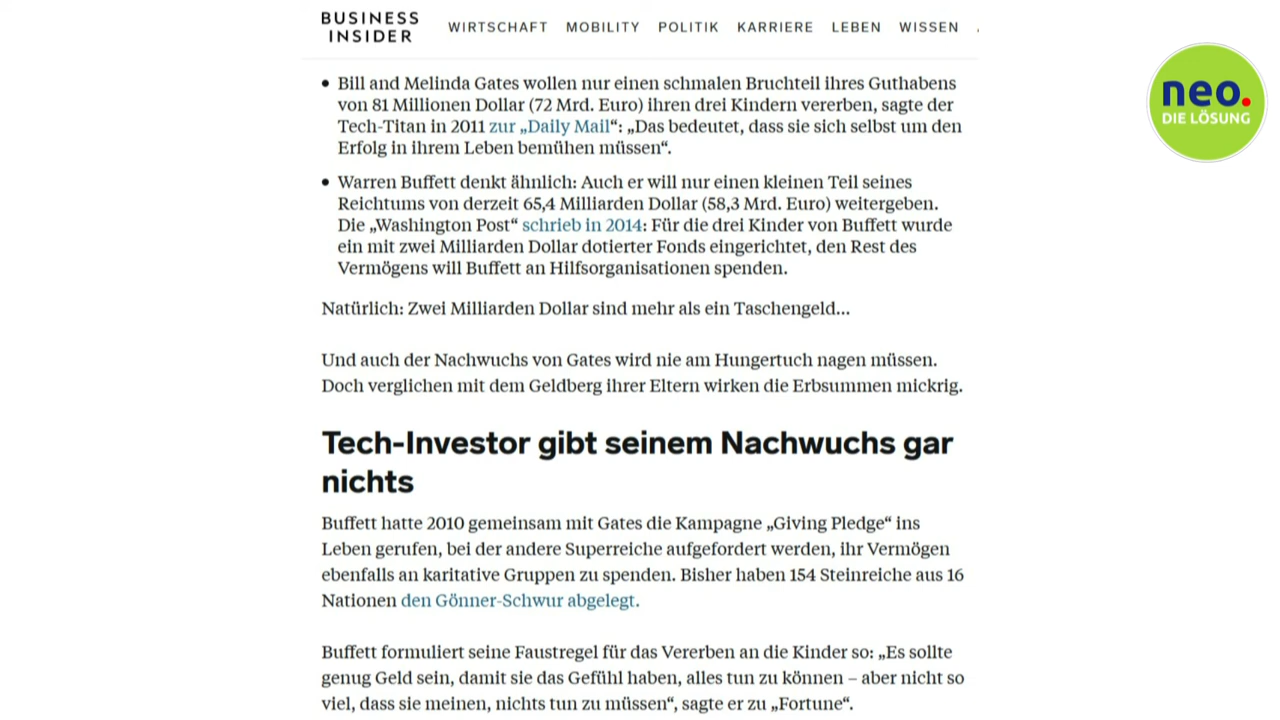 BUSINESS
INSIDER
WIRTSCHAFT MOBILITY POLITIK KARRIERE LEBEN WISSEN
neo.
DIE LÖSUNG
• Bill and Melinda Gates wollen nur einen schmalen Bruchteil ihres Guthabens
von 81 Millionen Dollar (72 Mrd. Euro) ihren drei Kindern vererben, sagte der
Tech-Titan in 2011 zur „Daily Mail“: „Das bedeutet, dass sie sich selbst um den
Erfolg in ihrem Leben bemühen müssen“.
• Warren Buffett denkt ähnlich: Auch er will nur einen kleinen Teil seines
Reichtums von derzeit 65,4 Milliarden Dollar (58,3 Mrd. Euro) weitergeben.
Die „Washington Post“ schrieb in 2014: Für die drei Kinder von Buffett wurde
ein mit zwei Milliarden Dollar dotierter Fonds eingerichtet, den Rest des
Vermögens will Buffett an Hilfsorganisationen spenden.
Natürlich: Zwei Milliarden Dollar sind mehr als ein Taschengeld...
Und auch der Nachwuchs von Gates wird nie am Hungertuch nagen müssen.
Doch verglichen mit dem Geldberg ihrer Eltern wirken die Erbsummen mickrig.
Tech-Investor gibt seinem Nachwuchs gar
nichts
Buffett hatte 2010 gemeinsam mit Gates die Kampagne „Giving Pledge“ ins
Leben gerufen, bei der andere Superreiche aufgefordert werden, ihr Vermögen
ebenfalls an karitative Gruppen zu spenden. Bisher haben 154 Steinreiche aus 16
Nationen den Gönner-Schwur abgelegt.
Buffett formuliert seine Faustregel für das Vererben an die Kinder so: „Es sollte
genug Geld sein, damit sie das Gefühl haben, alles tun zu können – aber nicht so
viel, dass sie meinen, nichts tun zu müssen“, sagte er zu „Fortune“.